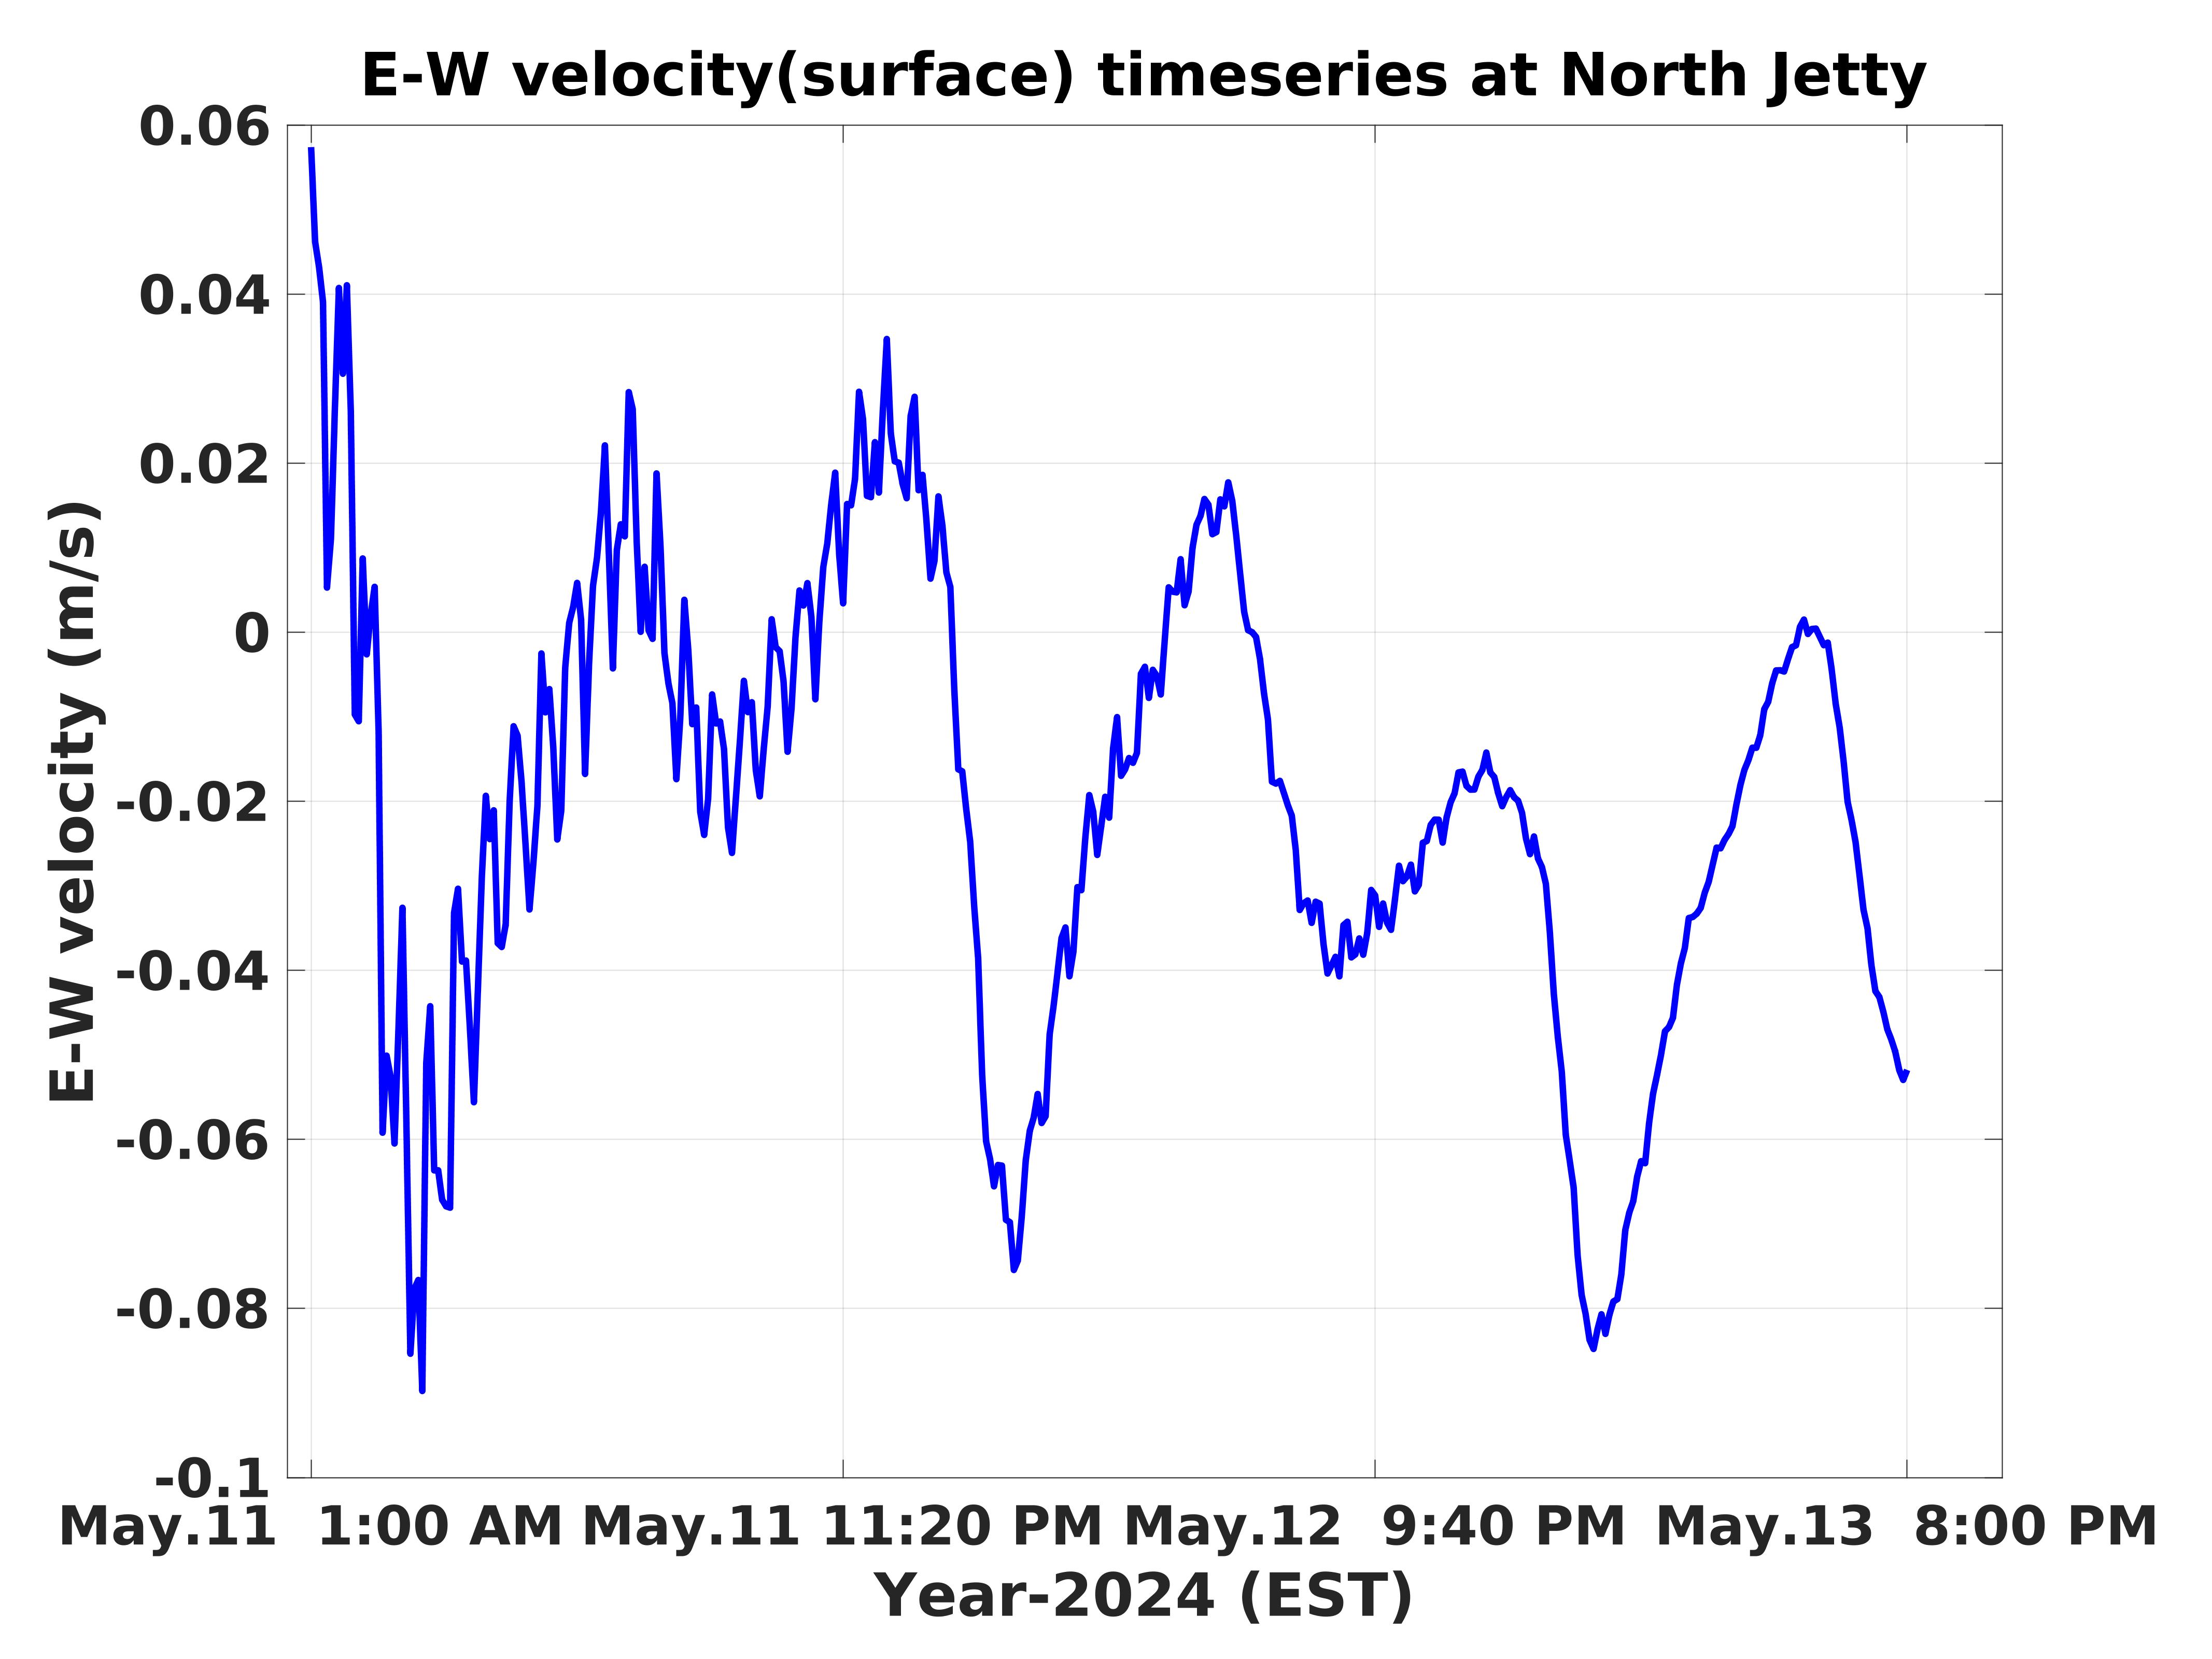 E-W velocity(surface) timeseries at North Jetty
0.06
0.04
0.02
0
-0.02
-0.04
-0.06
-0.08
-0.1
E-W velocity (m/s)
May.11 1:00 AM May.11 11:20 PM May.12 9:40 PM May.13 8:00 PM
Year-2024 (EST)